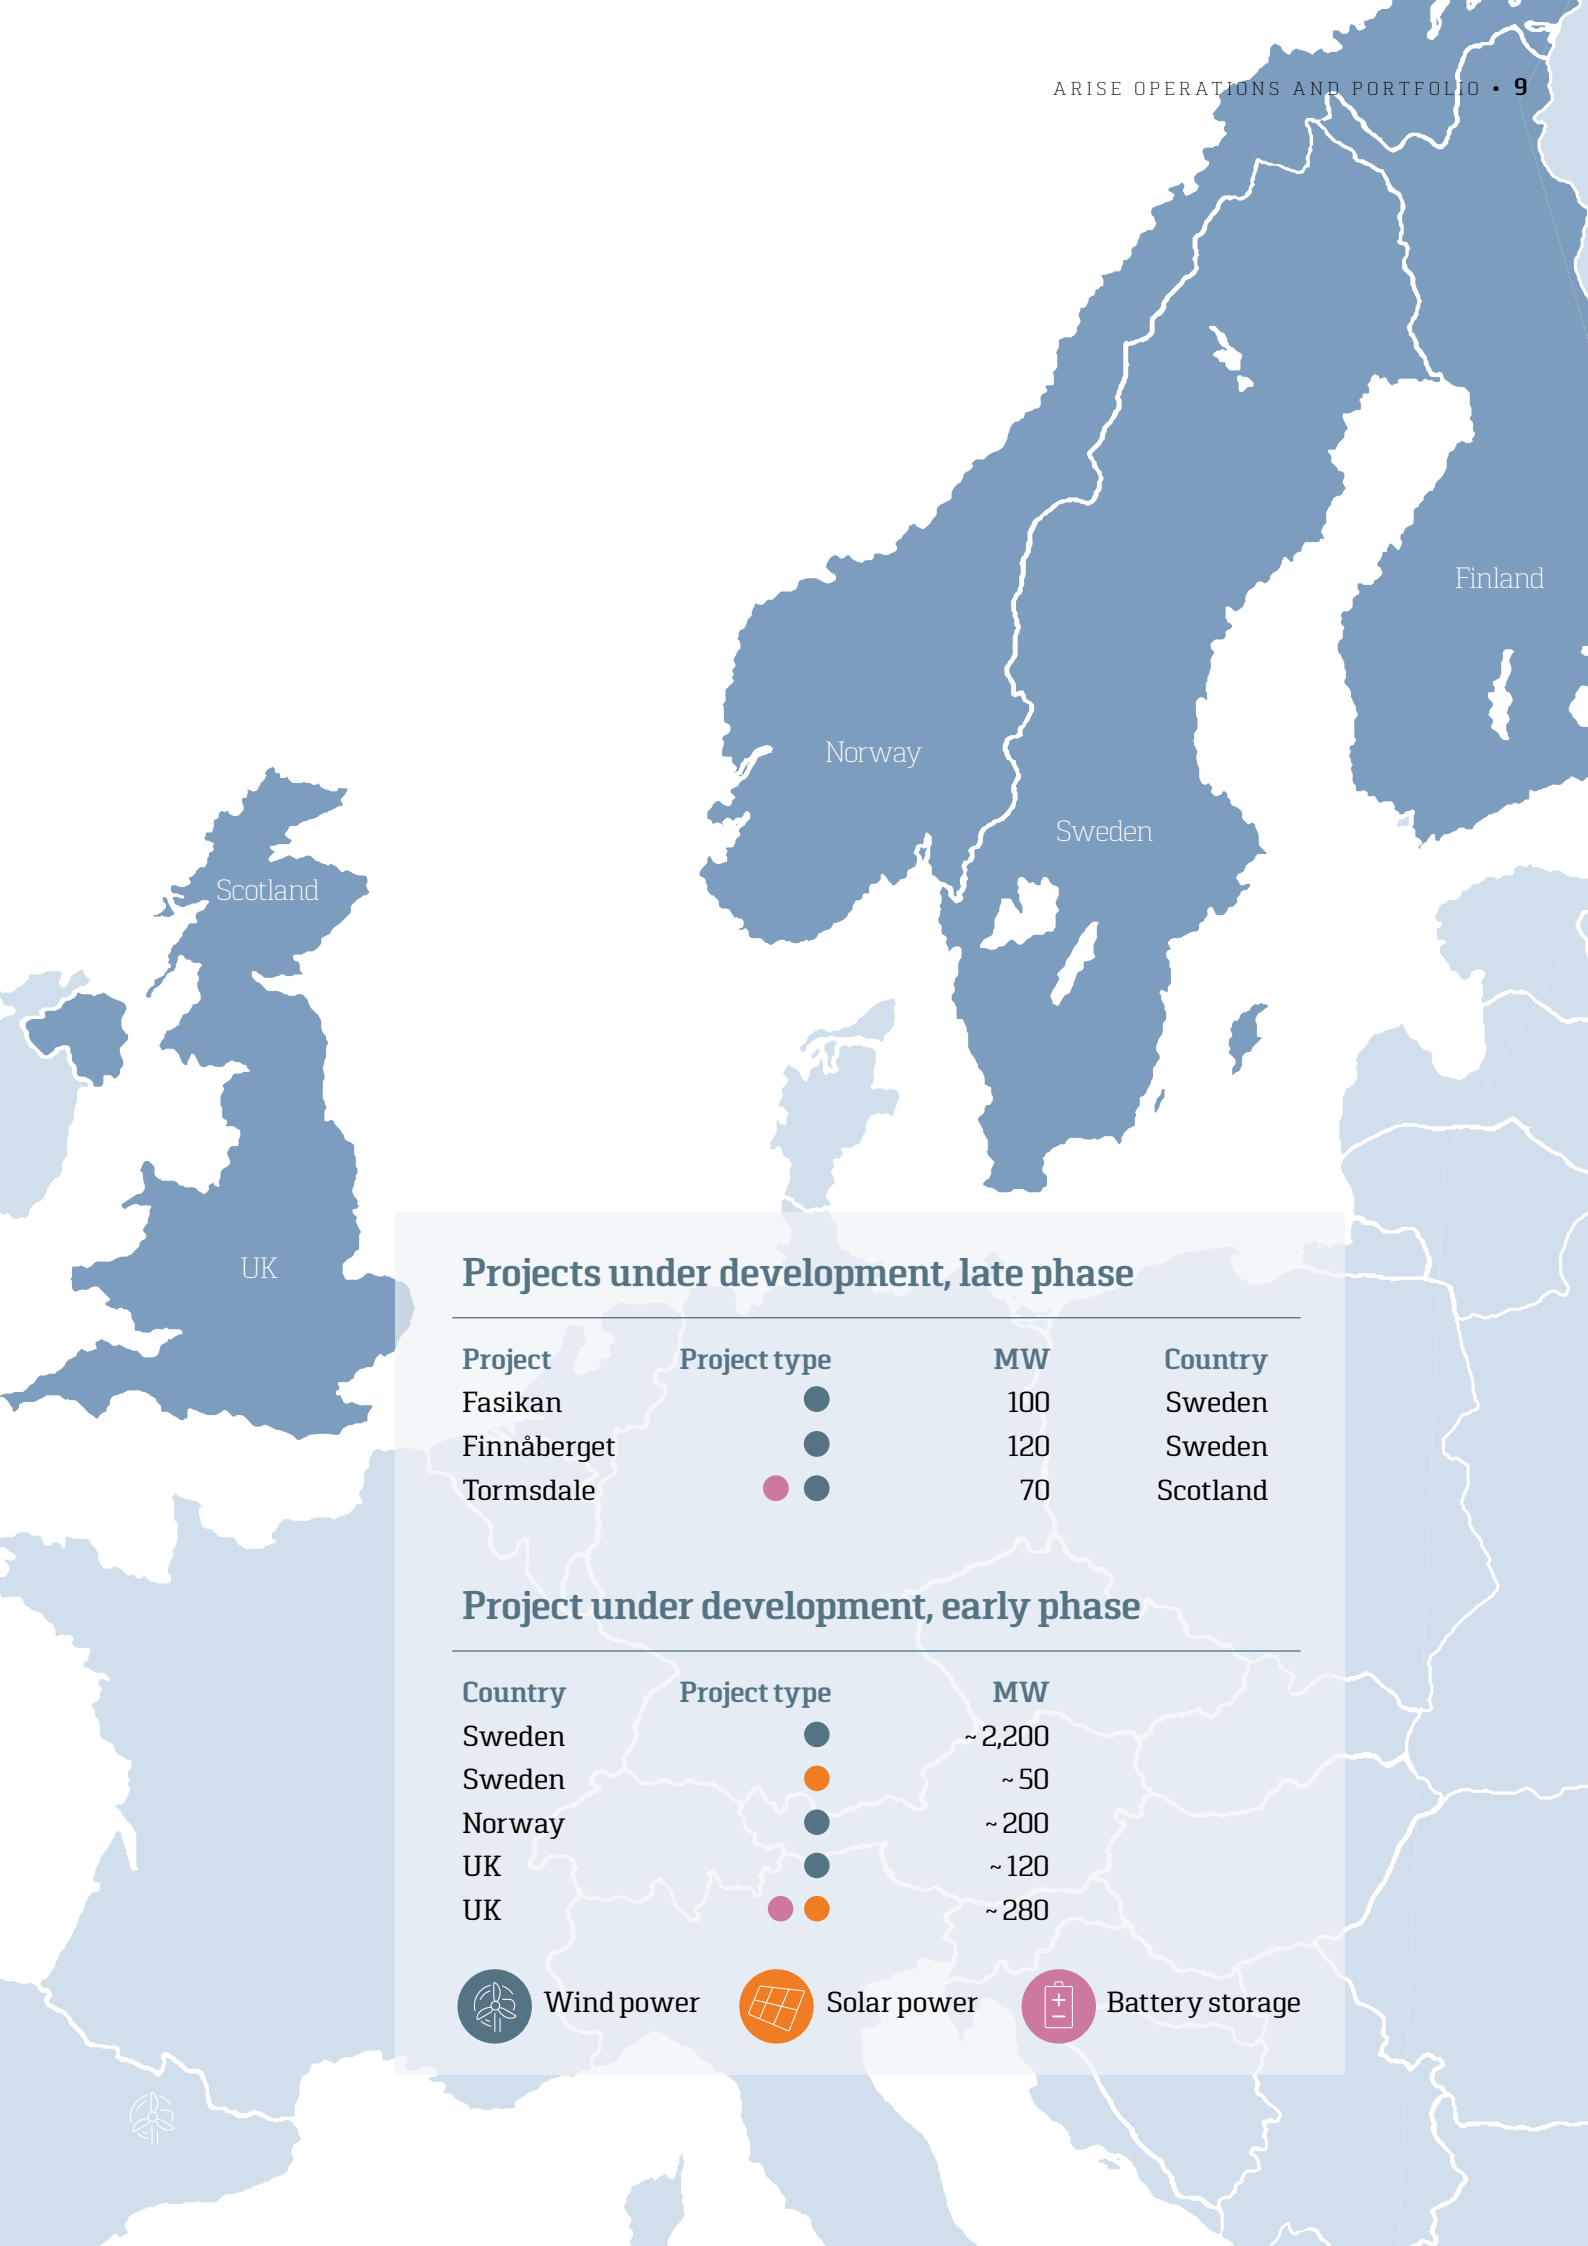 ARISE OPERATIONS AND PORTFOLIO ▪ 9
Finland
Norway
Sweden
Scotland
UK
Projects under development, late phase
Project Project type MW Country
Fasikan 100 Sweden
Finnåberget 120 Sweden
Tormsdale 70 Scotland
Project under development, early phase
Country Project type MW
Sweden ~ 2,200
Sweden ~ 50
Norway ~ 200
UK ~ 120
UK ~ 280
Wind power Solar power Battery storage